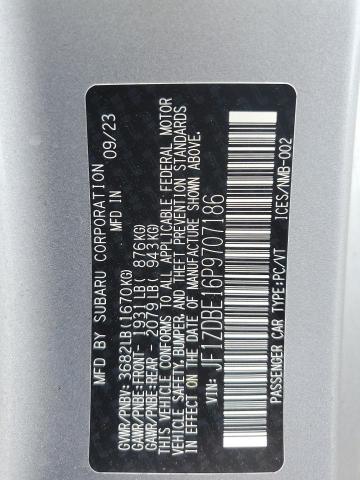 MFD BY SUBARU CORPORATION 09/23
GVWR/PNBV: 3682LB(1670KG)
GAWR/PNBE:FRONT- 1931LB( 876KG)
GAWR/PNBE:REAR - 2079LB( 943KG)
THIS VEHICLE CONFORMS TO ALL APPLICABLE FEDERAL MOTOR
VEHICLE SAFETY,BUMPER, AND THEFT PREVENTION STANDARDS
IN EFFECT ON THE DATE OF MANUFACTURE SHOWN ABOVE.
VIN: JF1ZDBE16P9707186
PASSENGER CAR TYPE:PC/VT ICES/NMB-002